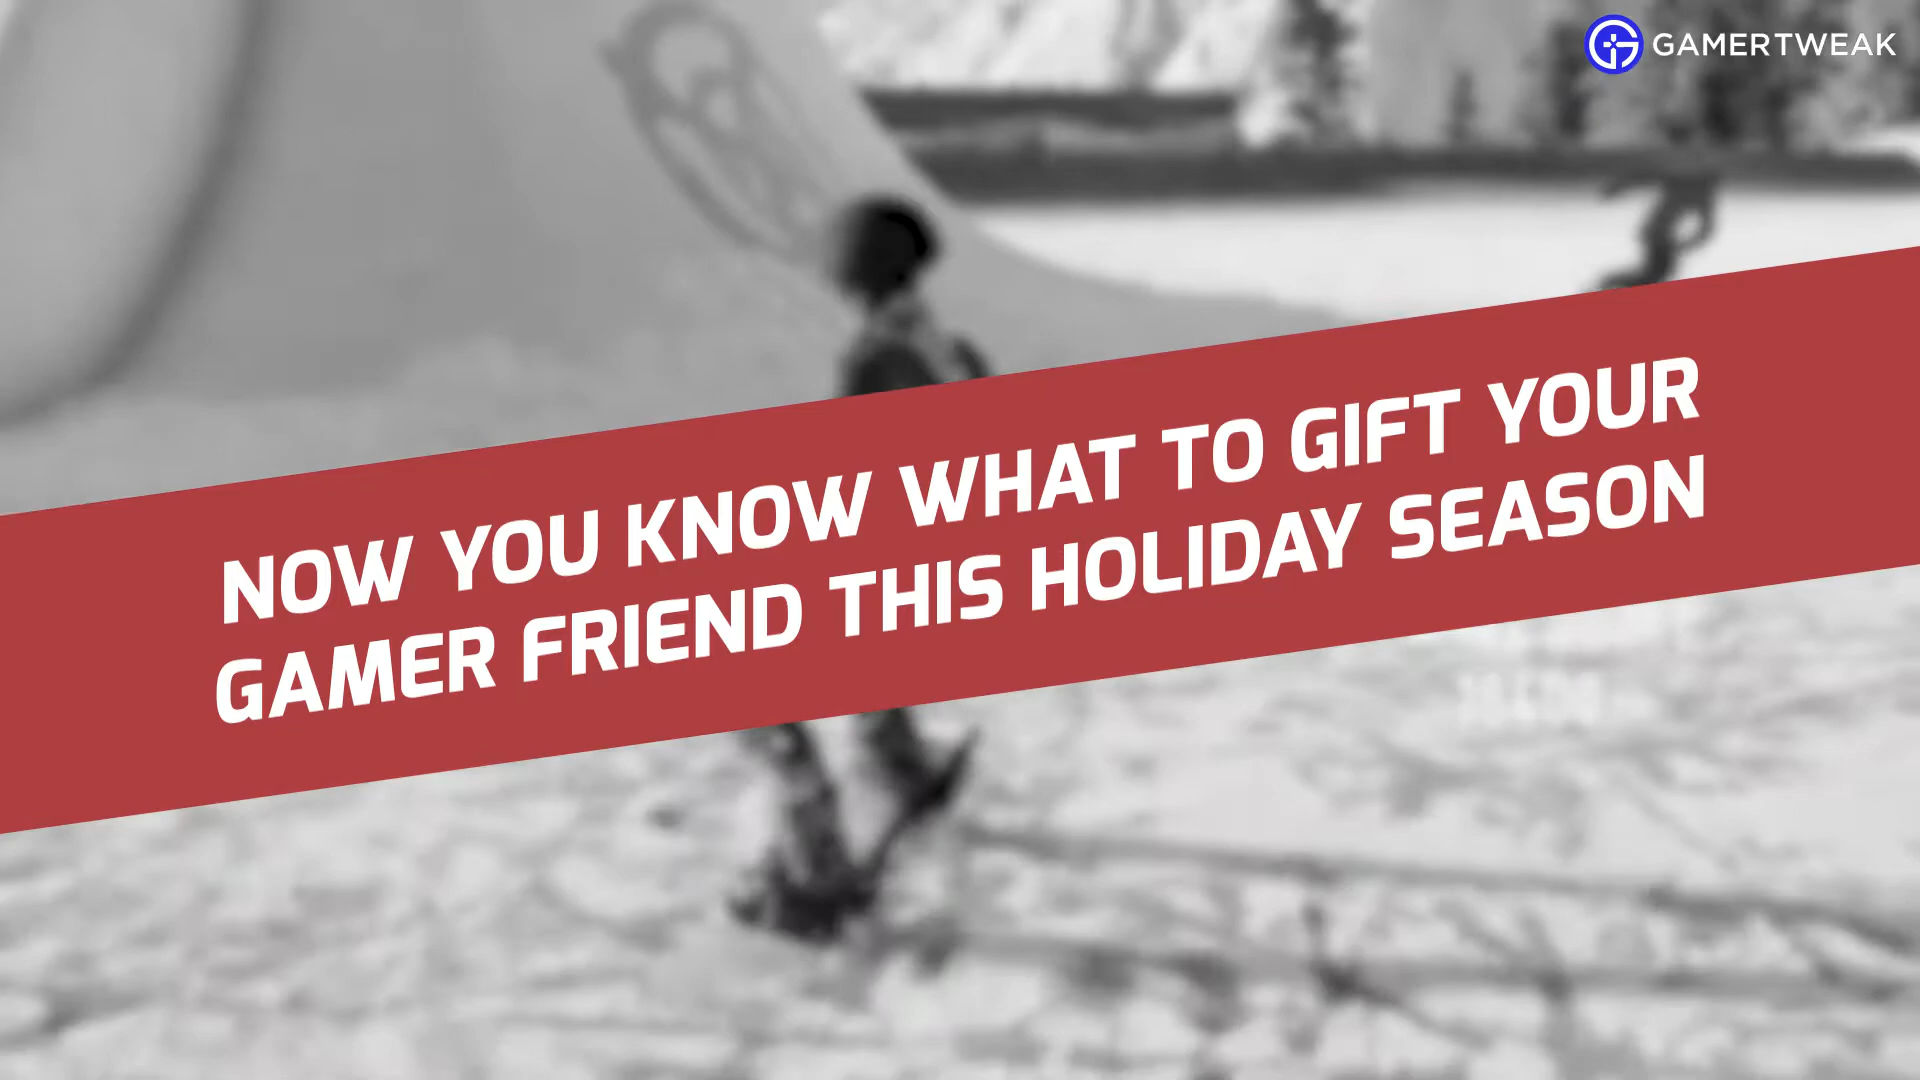 GAMERTWEAK
NOW YOU KNOW WHAT TO GIFT YOUR
GAMER FRIEND THIS HOLIDAY SEASON